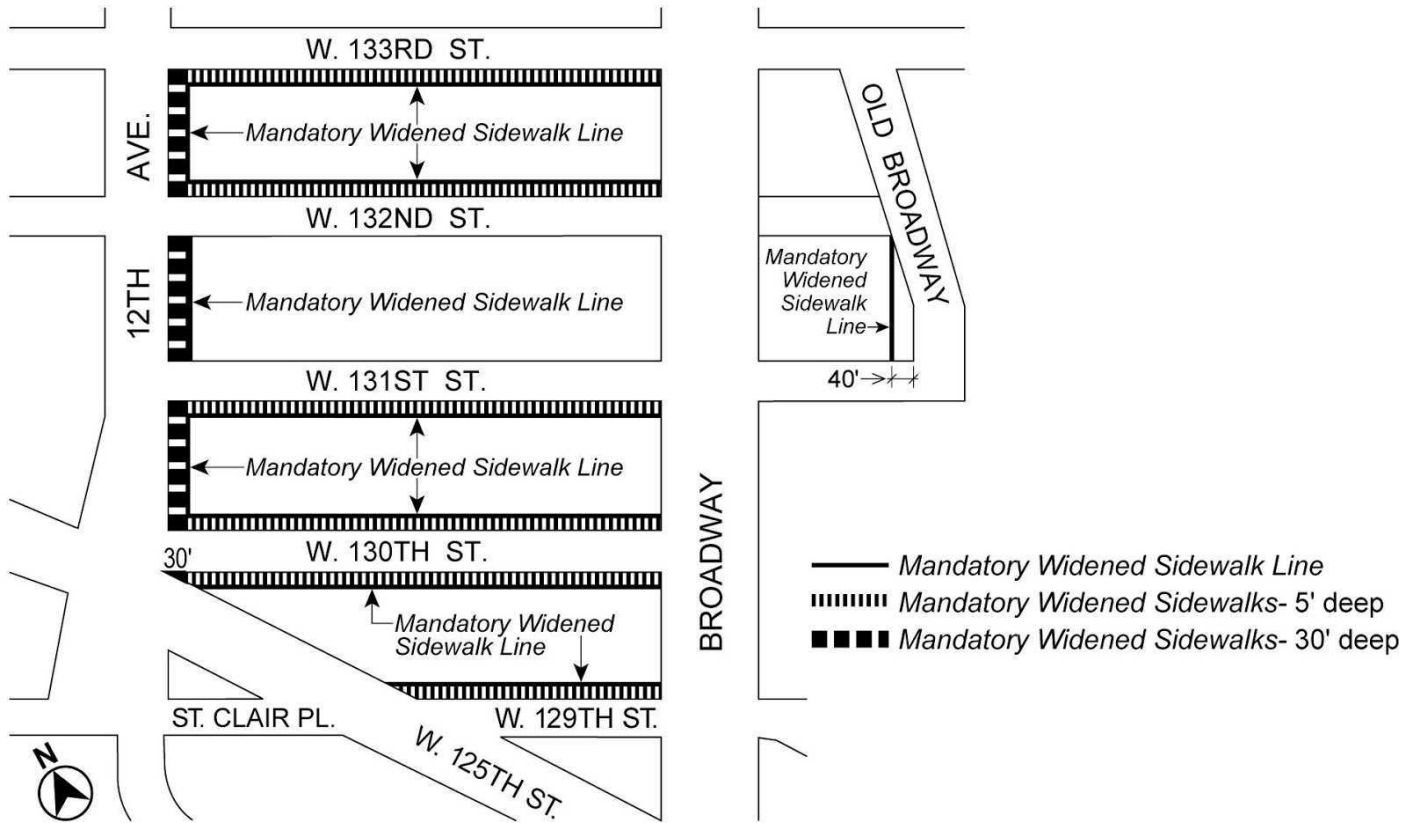 W. 133RD ST.
Mandatory Widened Sidewalk Line
12TH AVE.
OLD BROADWAY
W. 132ND ST.
Mandatory Widened Sidewalk Line
Mandatory
Widened
Sidewalk
Line
40'
W. 131ST ST.
Mandatory Widened Sidewalk Line
BROADWAY
30'
W. 130TH ST.
Mandatory Widened
Sidewalk Line
ST. CLAIR PL.
W. 129TH ST.
W. 125TH ST.
N
Mandatory Widened Sidewalk Line
Mandatory Widened Sidewalks- 5' deep
Mandatory Widened Sidewalks- 30' deep